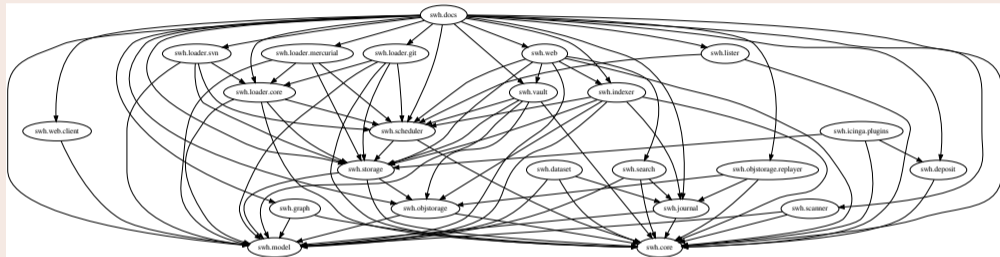 swh.docs
swh.loader.svn
swh.loader.mercurial
swh.loader.git
swh.web
swh.lister
swh.loader.core
swh.vault
swh.indexer
swh.web.client
swh.scheduler
swh.icinga.plugins
swh.storage
swh.dataset
swh.search
swh.objstorage.replayer
swh.deposit
swh.graph
swh.objstorage
swh.journal
swh.scanner
swh.model
swh.core